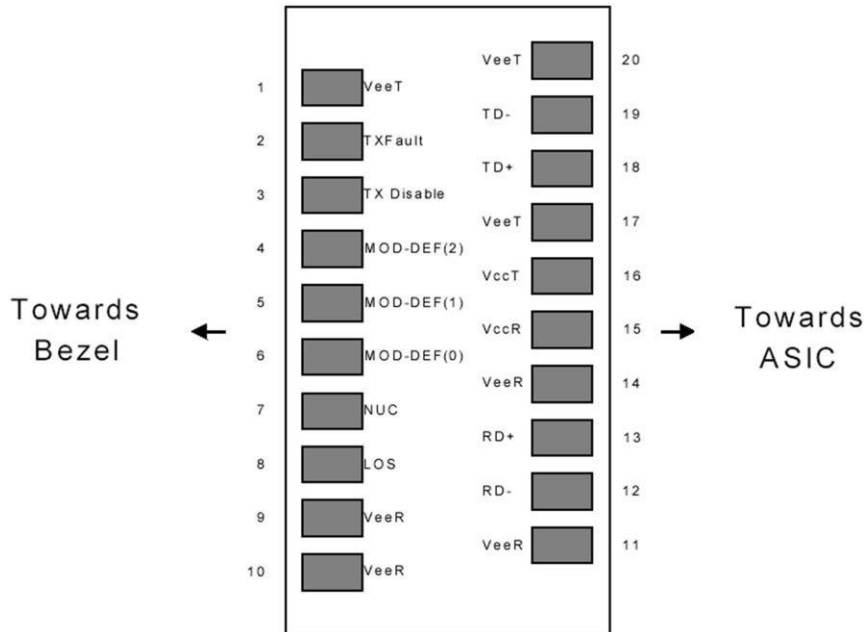 1 VeeT
2 TXFault
3 TX Disable
4 MOD-DEF(2)
5 MOD-DEF(1)
6 MOD-DEF(0)
7 NUC
8 LOS
9 VeeR
10 VeeR
VeeT 20
TD- 19
TD+ 18
VeeT 17
VccT 16
VccR 15
VeeR 14
RD+ 13
RD- 12
VeeR 11
Towards
Bezel
Towards
ASIC